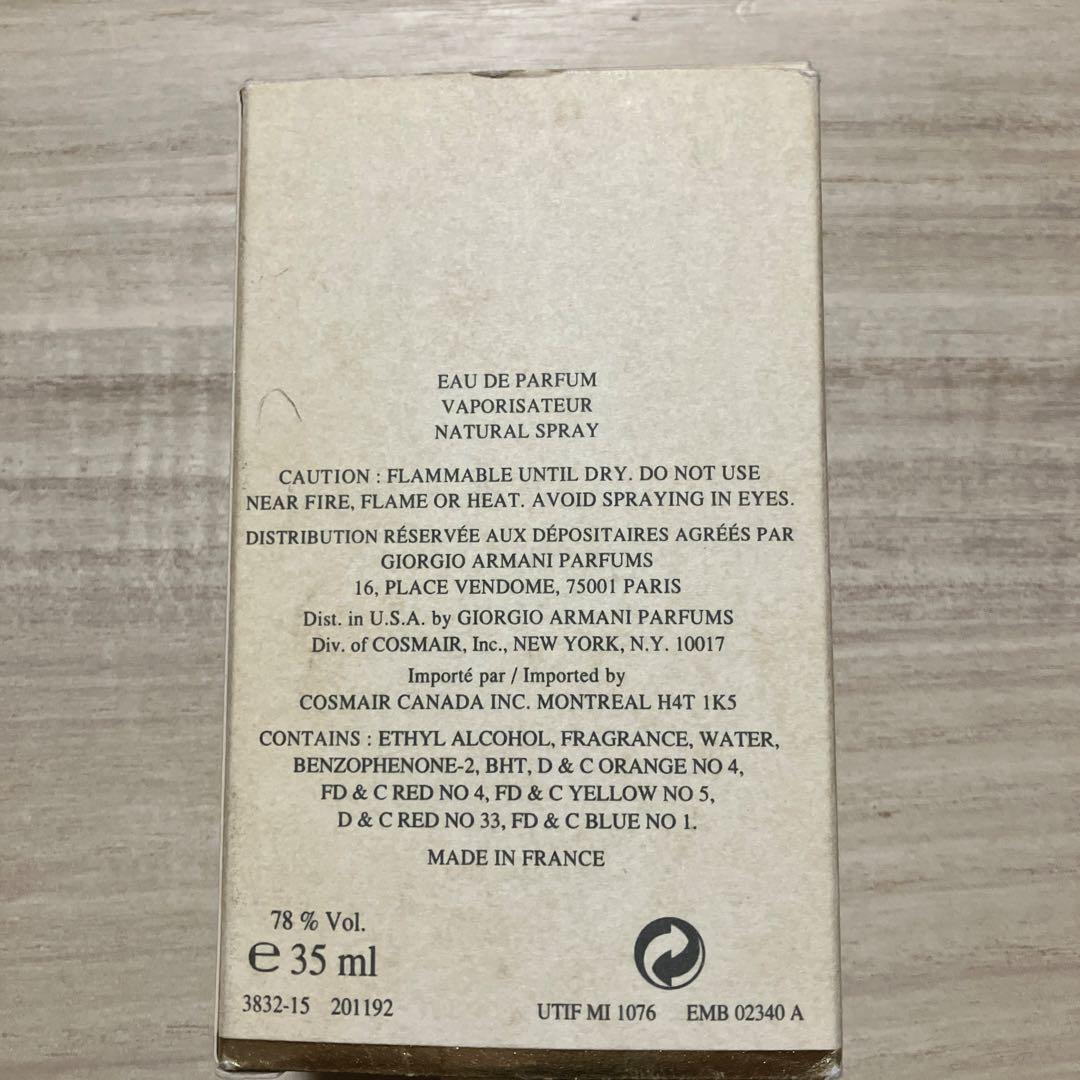 EAU DE PARFUM
VAPORISATEUR
NATURAL SPRAY
CAUTION : FLAMMABLE UNTIL DRY. DO NOT USE
NEAR FIRE, FLAME OR HEAT. AVOID SPRAYING IN EYES.
DISTRIBUTION RÉSERVÉE AUX DÉPOSITAIRES AGRÉÉS PAR
GIORGIO ARMANI PARFUMS
16, PLACE VENDOME, 75001 PARIS
Dist. in U.S.A. by GIORGIO ARMANI PARFUMS
Div. of COSMAIR, Inc., NEW YORK, N.Y. 10017
Importé par / Imported by
COSMAIR CANADA INC. MONTREAL H4T 1K5
CONTAINS : ETHYL ALCOHOL, FRAGRANCE, WATER,
BENZOPHENONE-2, BHT, D & C ORANGE NO 4,
FD & C RED NO 4, FD & C YELLOW NO 5,
D & C RED NO 33, FD & C BLUE NO 1.
MADE IN FRANCE
78 % Vol.
℮ 35 ml
3832-15 201192
UTIF MI 1076 EMB 02340 A